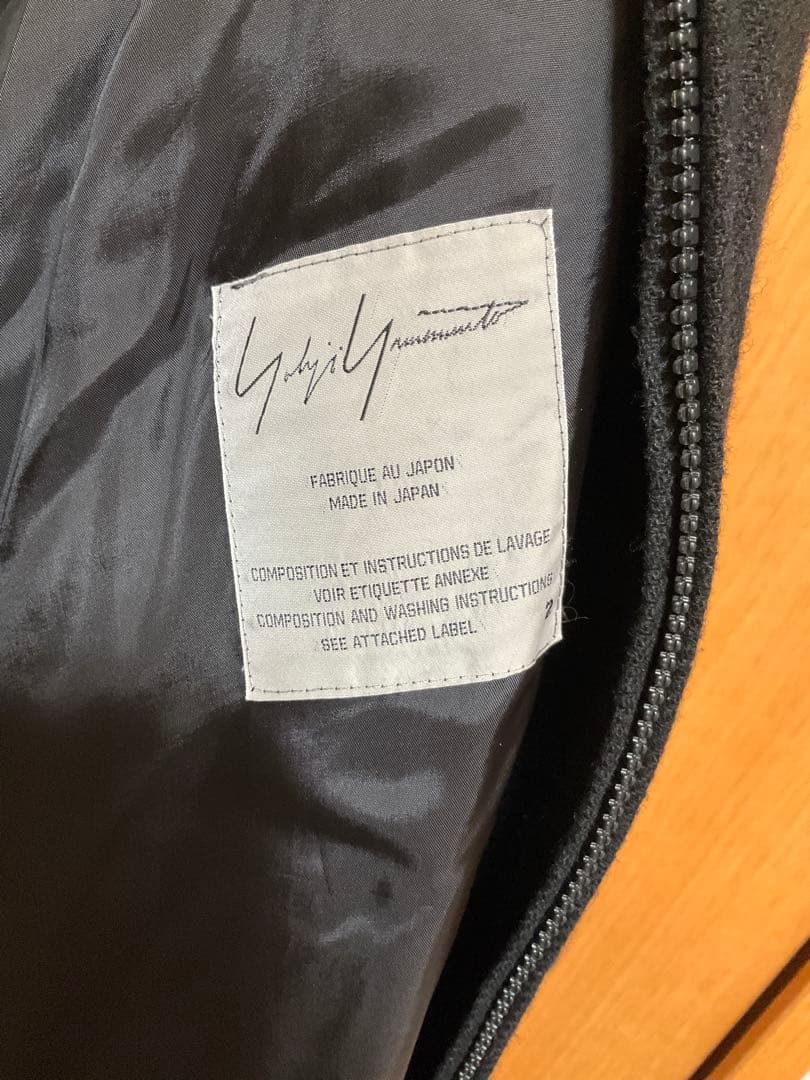 Yohji Yamamoto
FABRIQUE AU JAPON
MADE IN JAPAN
COMPOSITION ET INSTRUCTIONS DE LAVAGE
VOIR ETIQUETTE ANNEXE
COMPOSITION AND WASHING INSTRUCTIONS
SEE ATTACHED LABEL